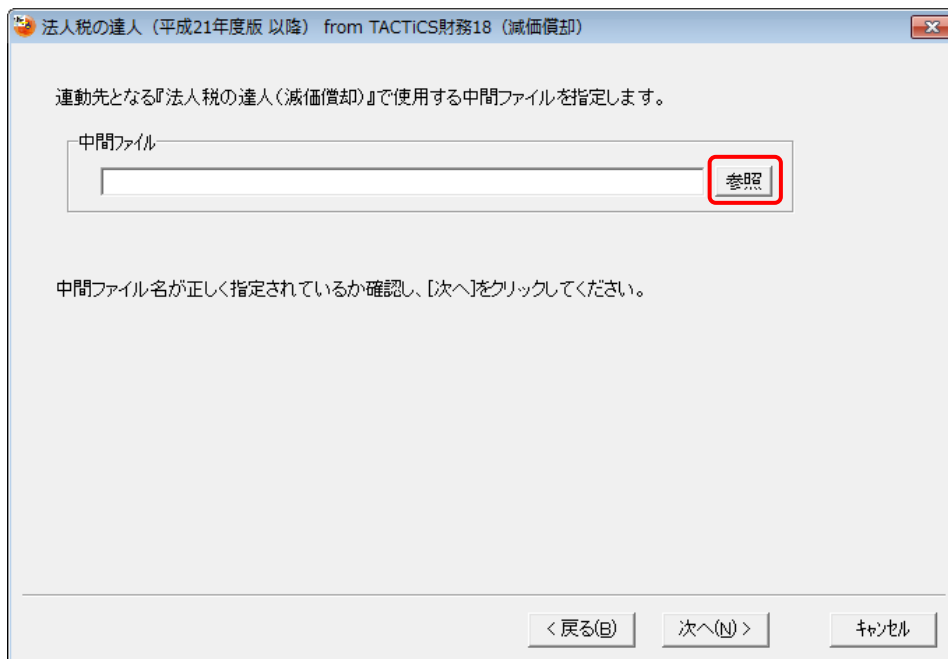 法人税の達人（平成21年度版 以降） from TACTiCS財務18（減価償却）
連動先となる『法人税の達人（減価償却）』で使用する中間ファイルを指定します。
中間ファイル
参照
中間ファイル名が正しく指定されているか確認し、[次へ]をクリックしてください。
< 戻る(B)
次へ(N) >
キャンセル